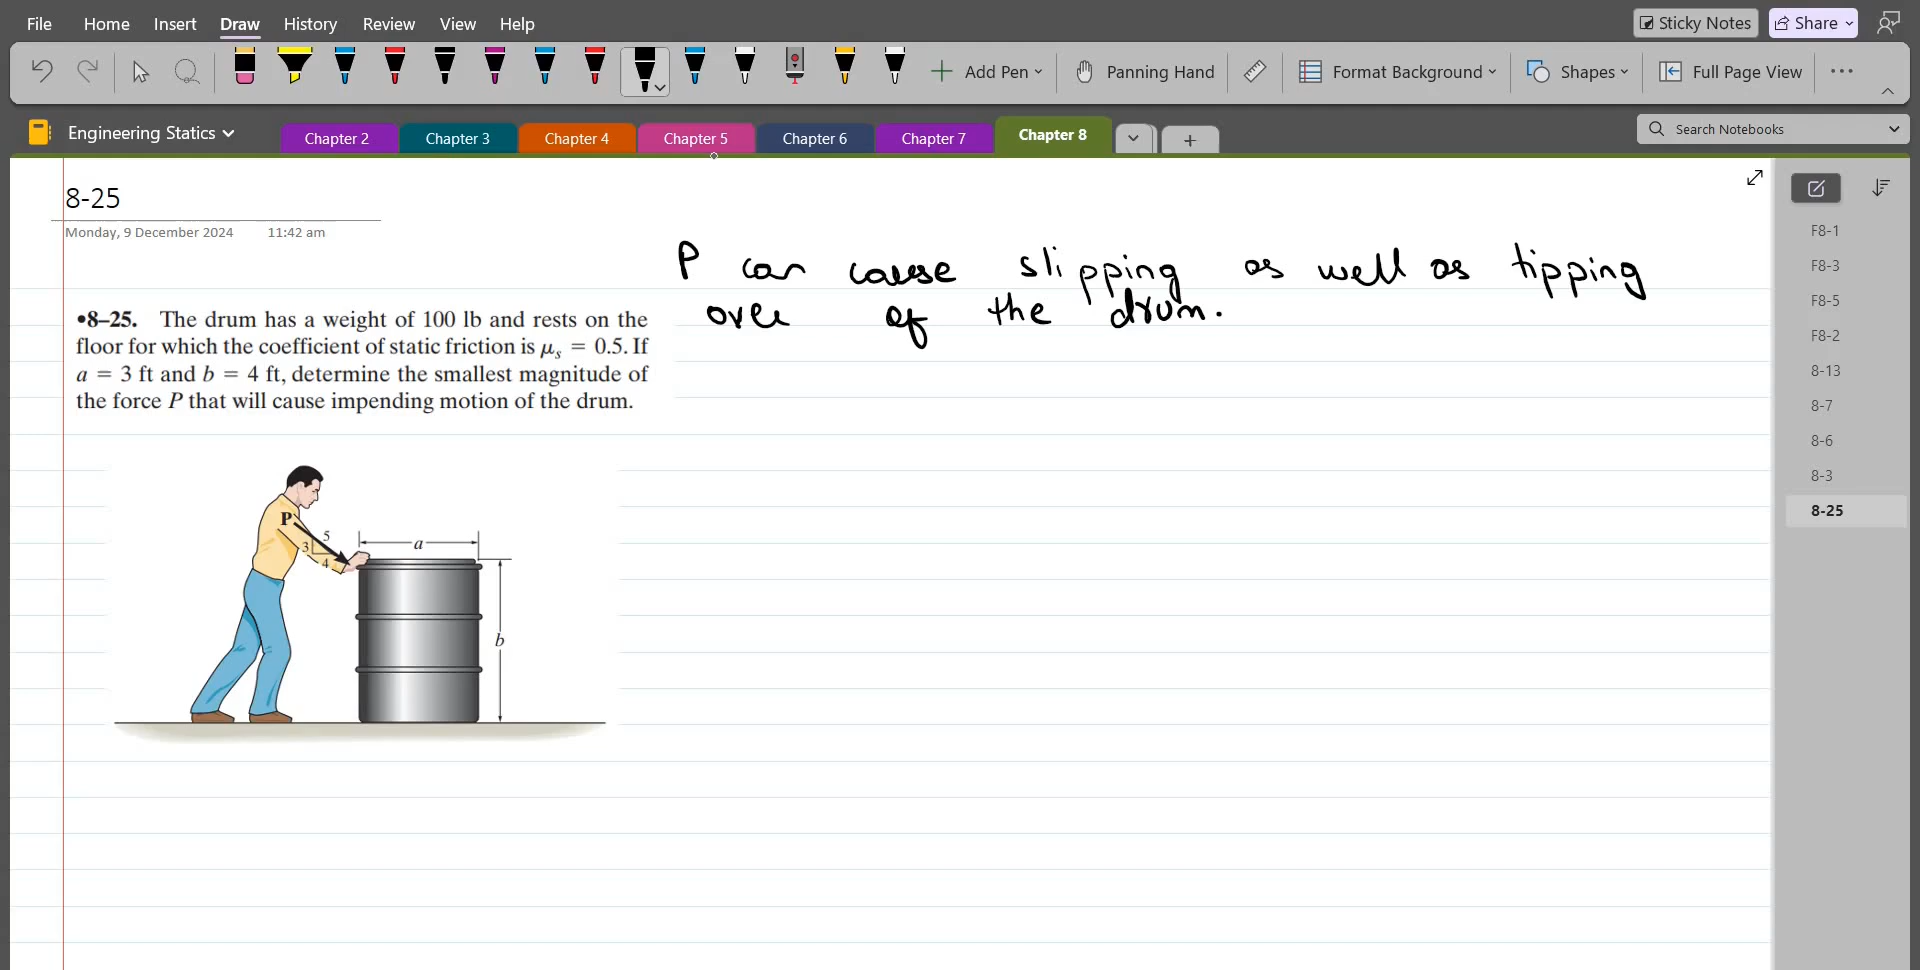 File Home Insert Draw History Review View Help
Sticky Notes Share
Add Pen Panning Hand Format Background Shapes Full Page View
Engineering Statics
Chapter 2 Chapter 3 Chapter 4 Chapter 5 Chapter 6 Chapter 7 Chapter 8
Search Notebooks
8-25
Monday, 9 December 2024 11:42 am
P can cause slipping as well as tipping
over of the drum.
•8–25. The drum has a weight of 100 lb and rests on the
floor for which the coefficient of static friction is μs = 0.5. If
a = 3 ft and b = 4 ft, determine the smallest magnitude of
the force P that will cause impending motion of the drum.
P
5
3
4
a
b
F8-1
F8-3
F8-5
F8-2
8-13
8-7
8-6
8-3
8-25